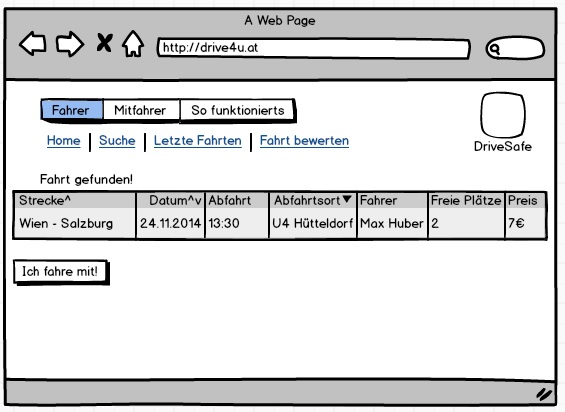 A Web Page
http://drive4u.at
Fahrer Mitfahrer So funktionierts
Home Suche Letzte Fahrten Fahrt bewerten
DriveSafe
Fahrt gefunden!
Strecke^ Datum^v Abfahrt Abfahrtsort▼ Fahrer Freie Plätze Preis
Wien - Salzburg 24.11.2014 13:30 U4 Hütteldorf Max Huber 2 7€
Ich fahre mit!